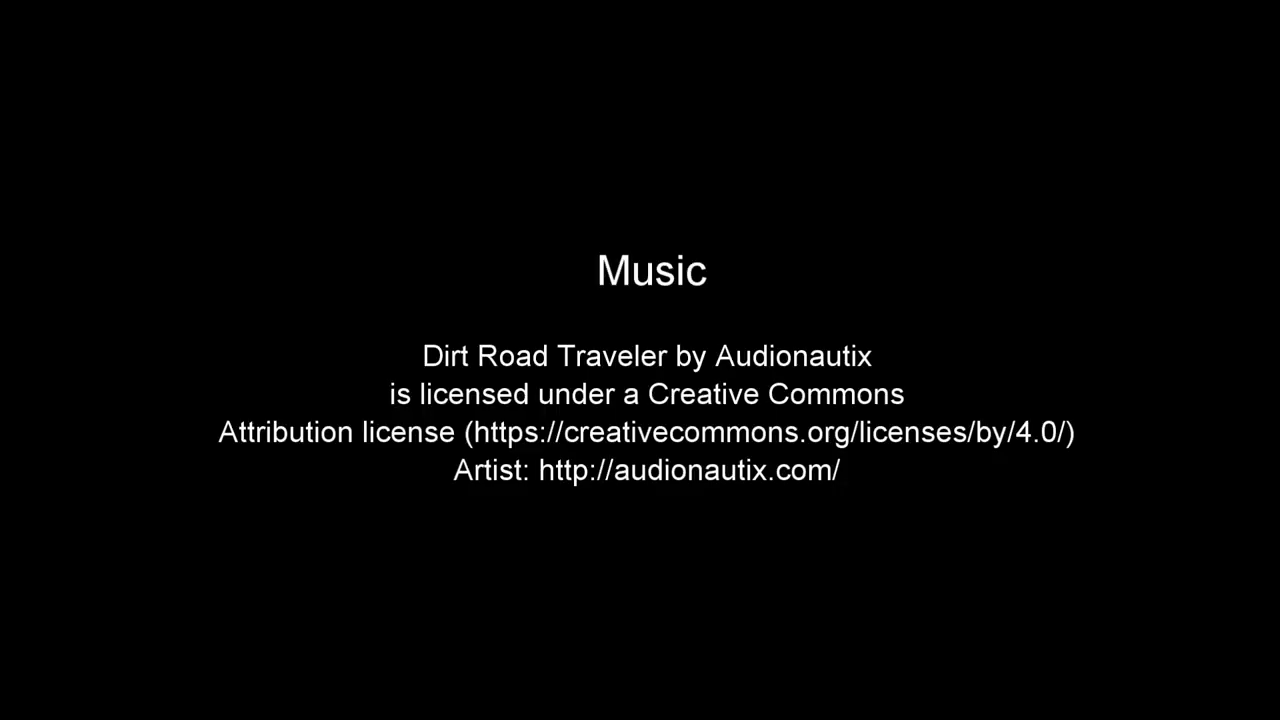 Music
Dirt Road Traveler by Audionautix
is licensed under a Creative Commons
Attribution license (https://creativecommons.org/licenses/by/4.0/)
Artist: http://audionautix.com/